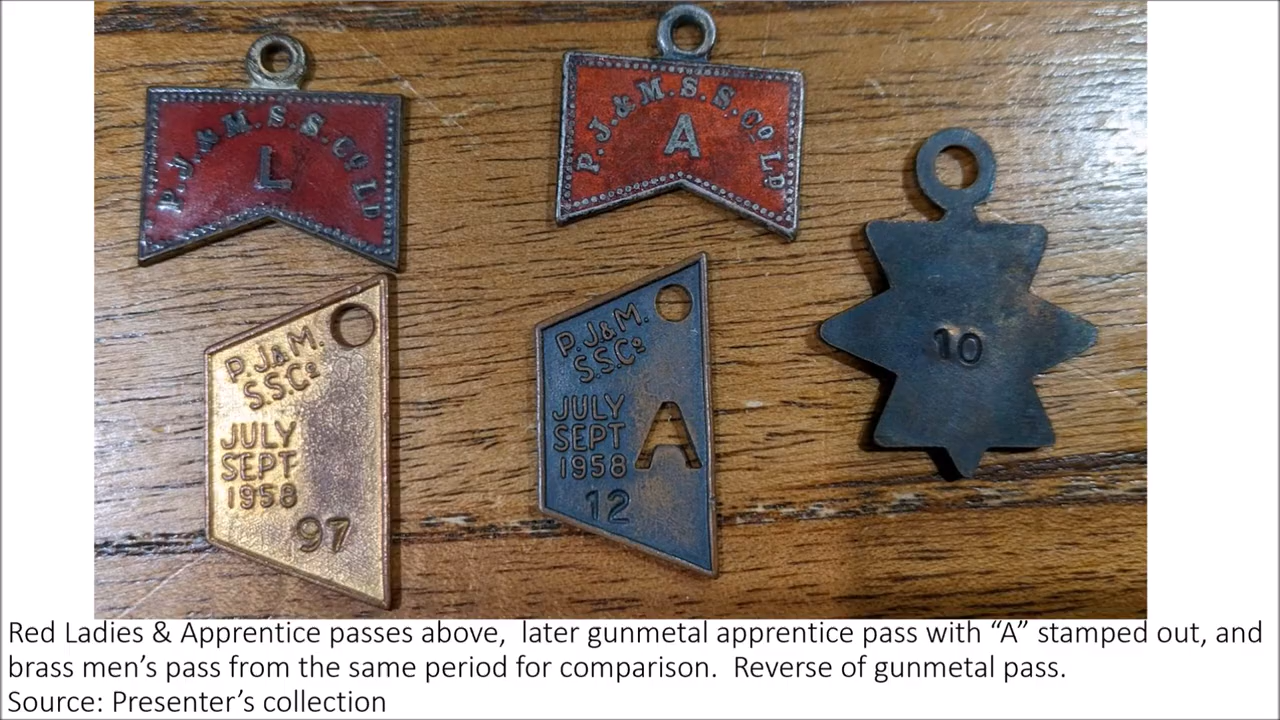 P. J. & M. S. S. Co LD
L
P. J. & M. S. S. Co LD
A
P. J. & M.
S.S.Co
JULY
SEPT
1958
97
P. J. & M.
S.S.Co
JULY
SEPT
1958
A
12
10
Red Ladies & Apprentice passes above,  later gunmetal apprentice pass with “A” stamped out, and
brass men’s pass from the same period for comparison.  Reverse of gunmetal pass.
Source: Presenter’s collection